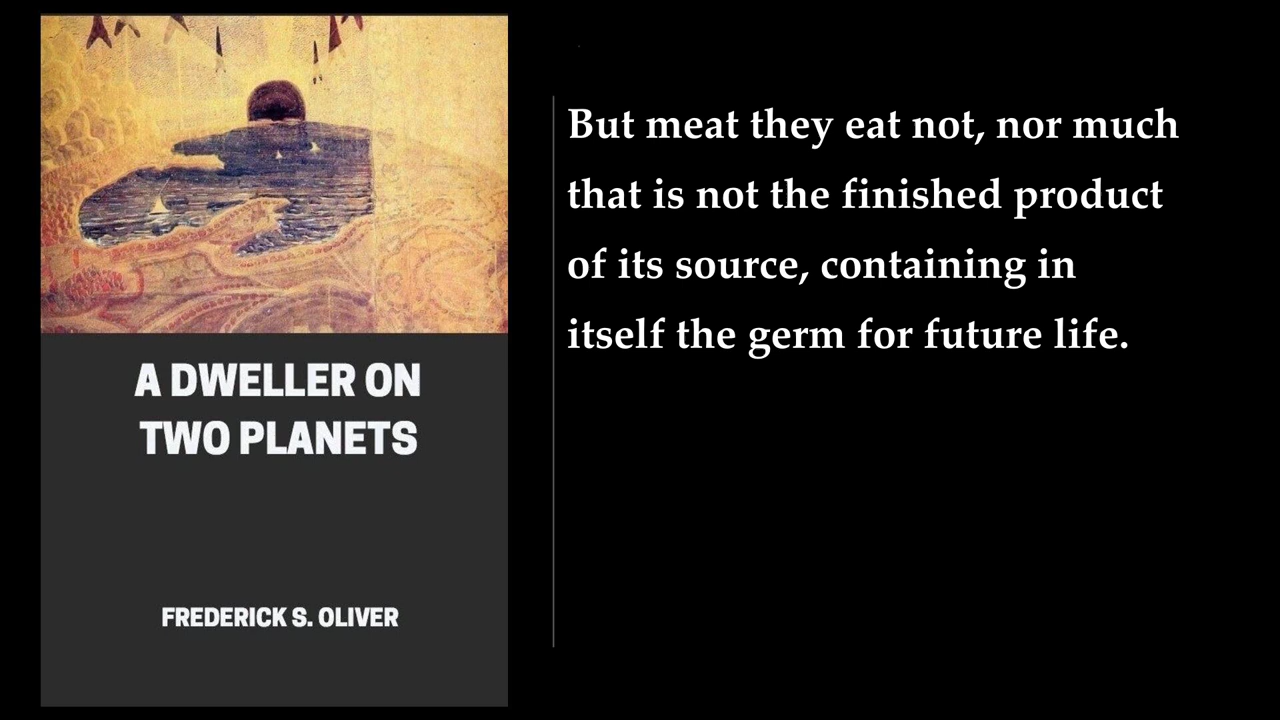 A DWELLER ON
TWO PLANETS
FREDERICK S. OLIVER
But meat they eat not, nor much
that is not the finished product
of its source, containing in
itself the germ for future life.